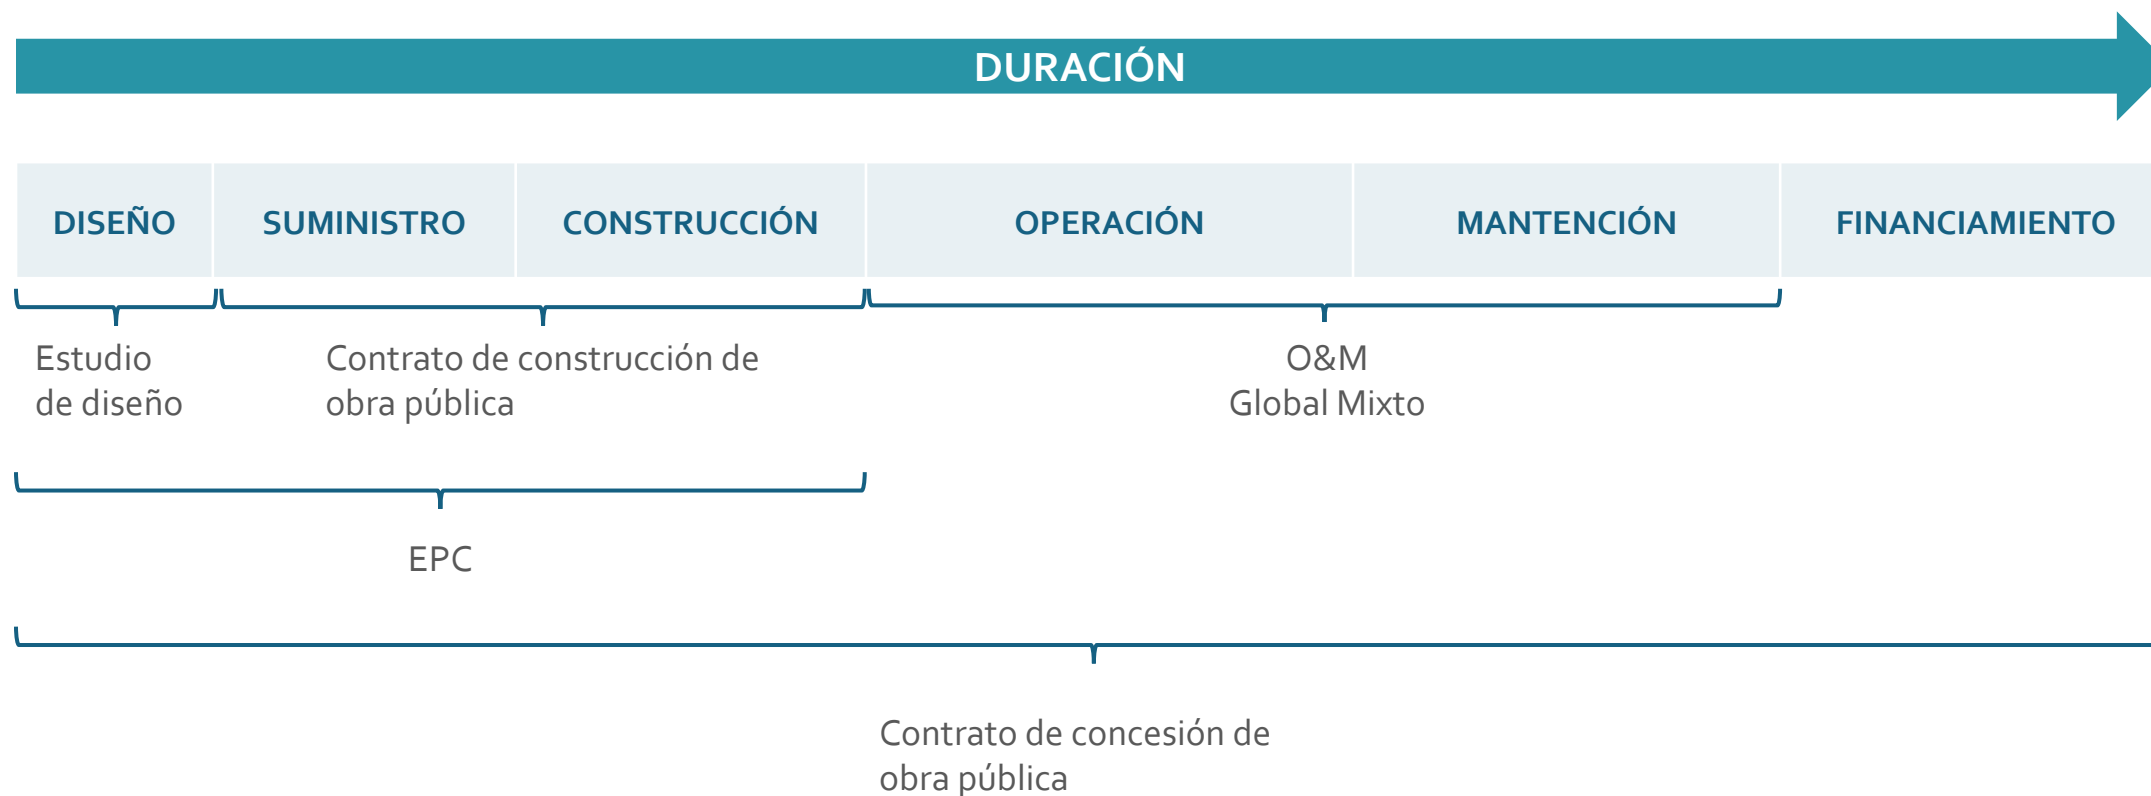 DURACIÓN
DISEÑO SUMINISTRO CONSTRUCCIÓN OPERACIÓN MANTENCIÓN FINANCIAMIENTO
Estudio
de diseño
Contrato de construcción de
obra pública
O&M
Global Mixto
EPC
Contrato de concesión de
obra pública